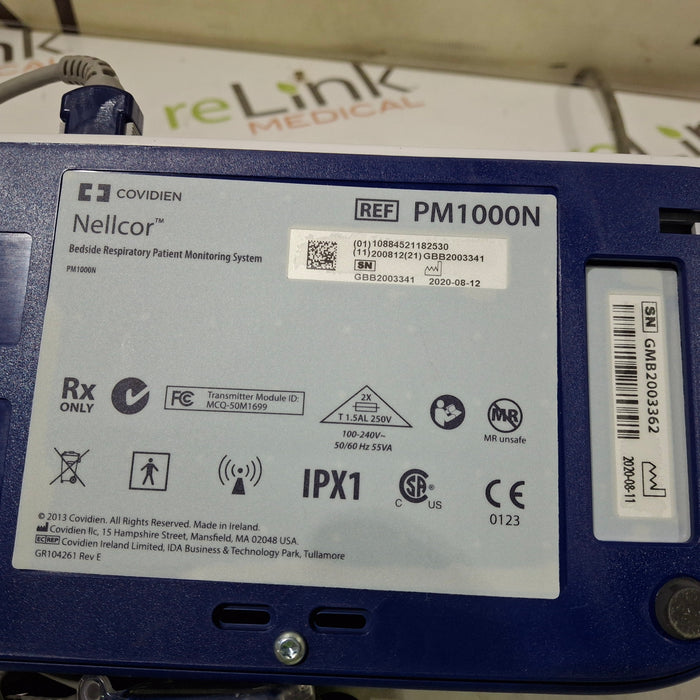 reLink
MEDICAL
COVIDIEN
Nellcor™
Bedside Respiratory Patient Monitoring System
PM1000N
REF PM1000N
(01)10884521182530
(11)200812(21)GBB2003341
SN
GBB2003341 2020-08-12
SN GMB2003362
2020-08-11
Rx
ONLY
FC Transmitter Module ID:
MCQ-50M1699
2X
T 1.5AL 250V
100-240V~
50/60 Hz 55VA
MR
MR unsafe
IPX1
C SA ® US
CE
0123
© 2013 Covidien. All Rights Reserved. Made in Ireland.
Covidien llc, 15 Hampshire Street, Mansfield, MA 02048 USA.
EC REP Covidien Ireland Limited, IDA Business & Technology Park, Tullamore
GR104261 Rev E